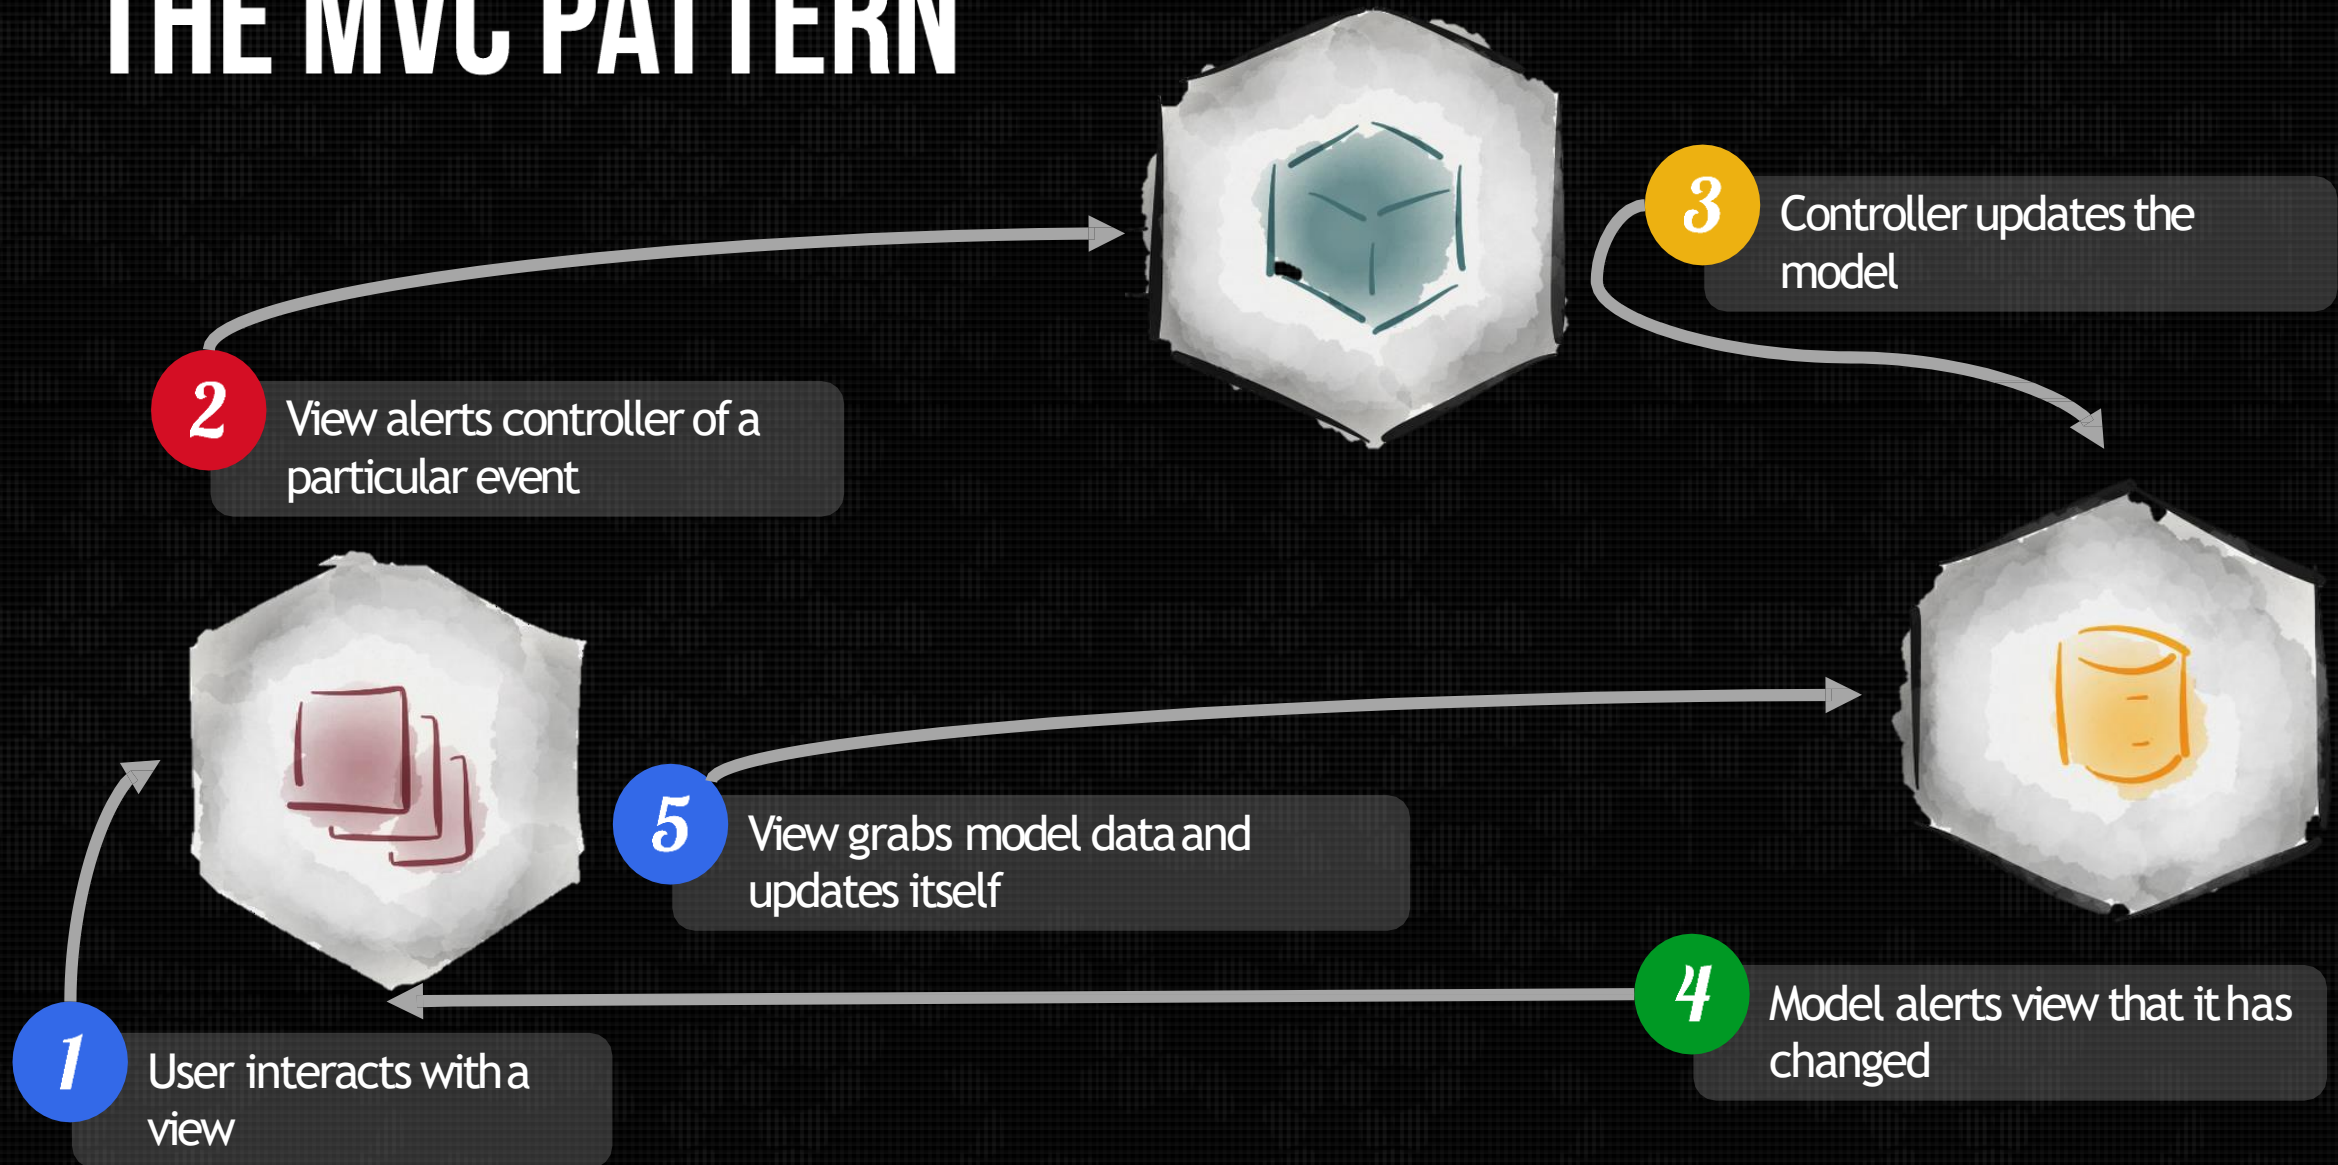 THE MVC PATTERN
3
Controller updates the
model
2
View alerts controller of a
particular event
5
View grabs model data and
updates itself
4
Model alerts view that it has
changed
1
User interacts with a
view